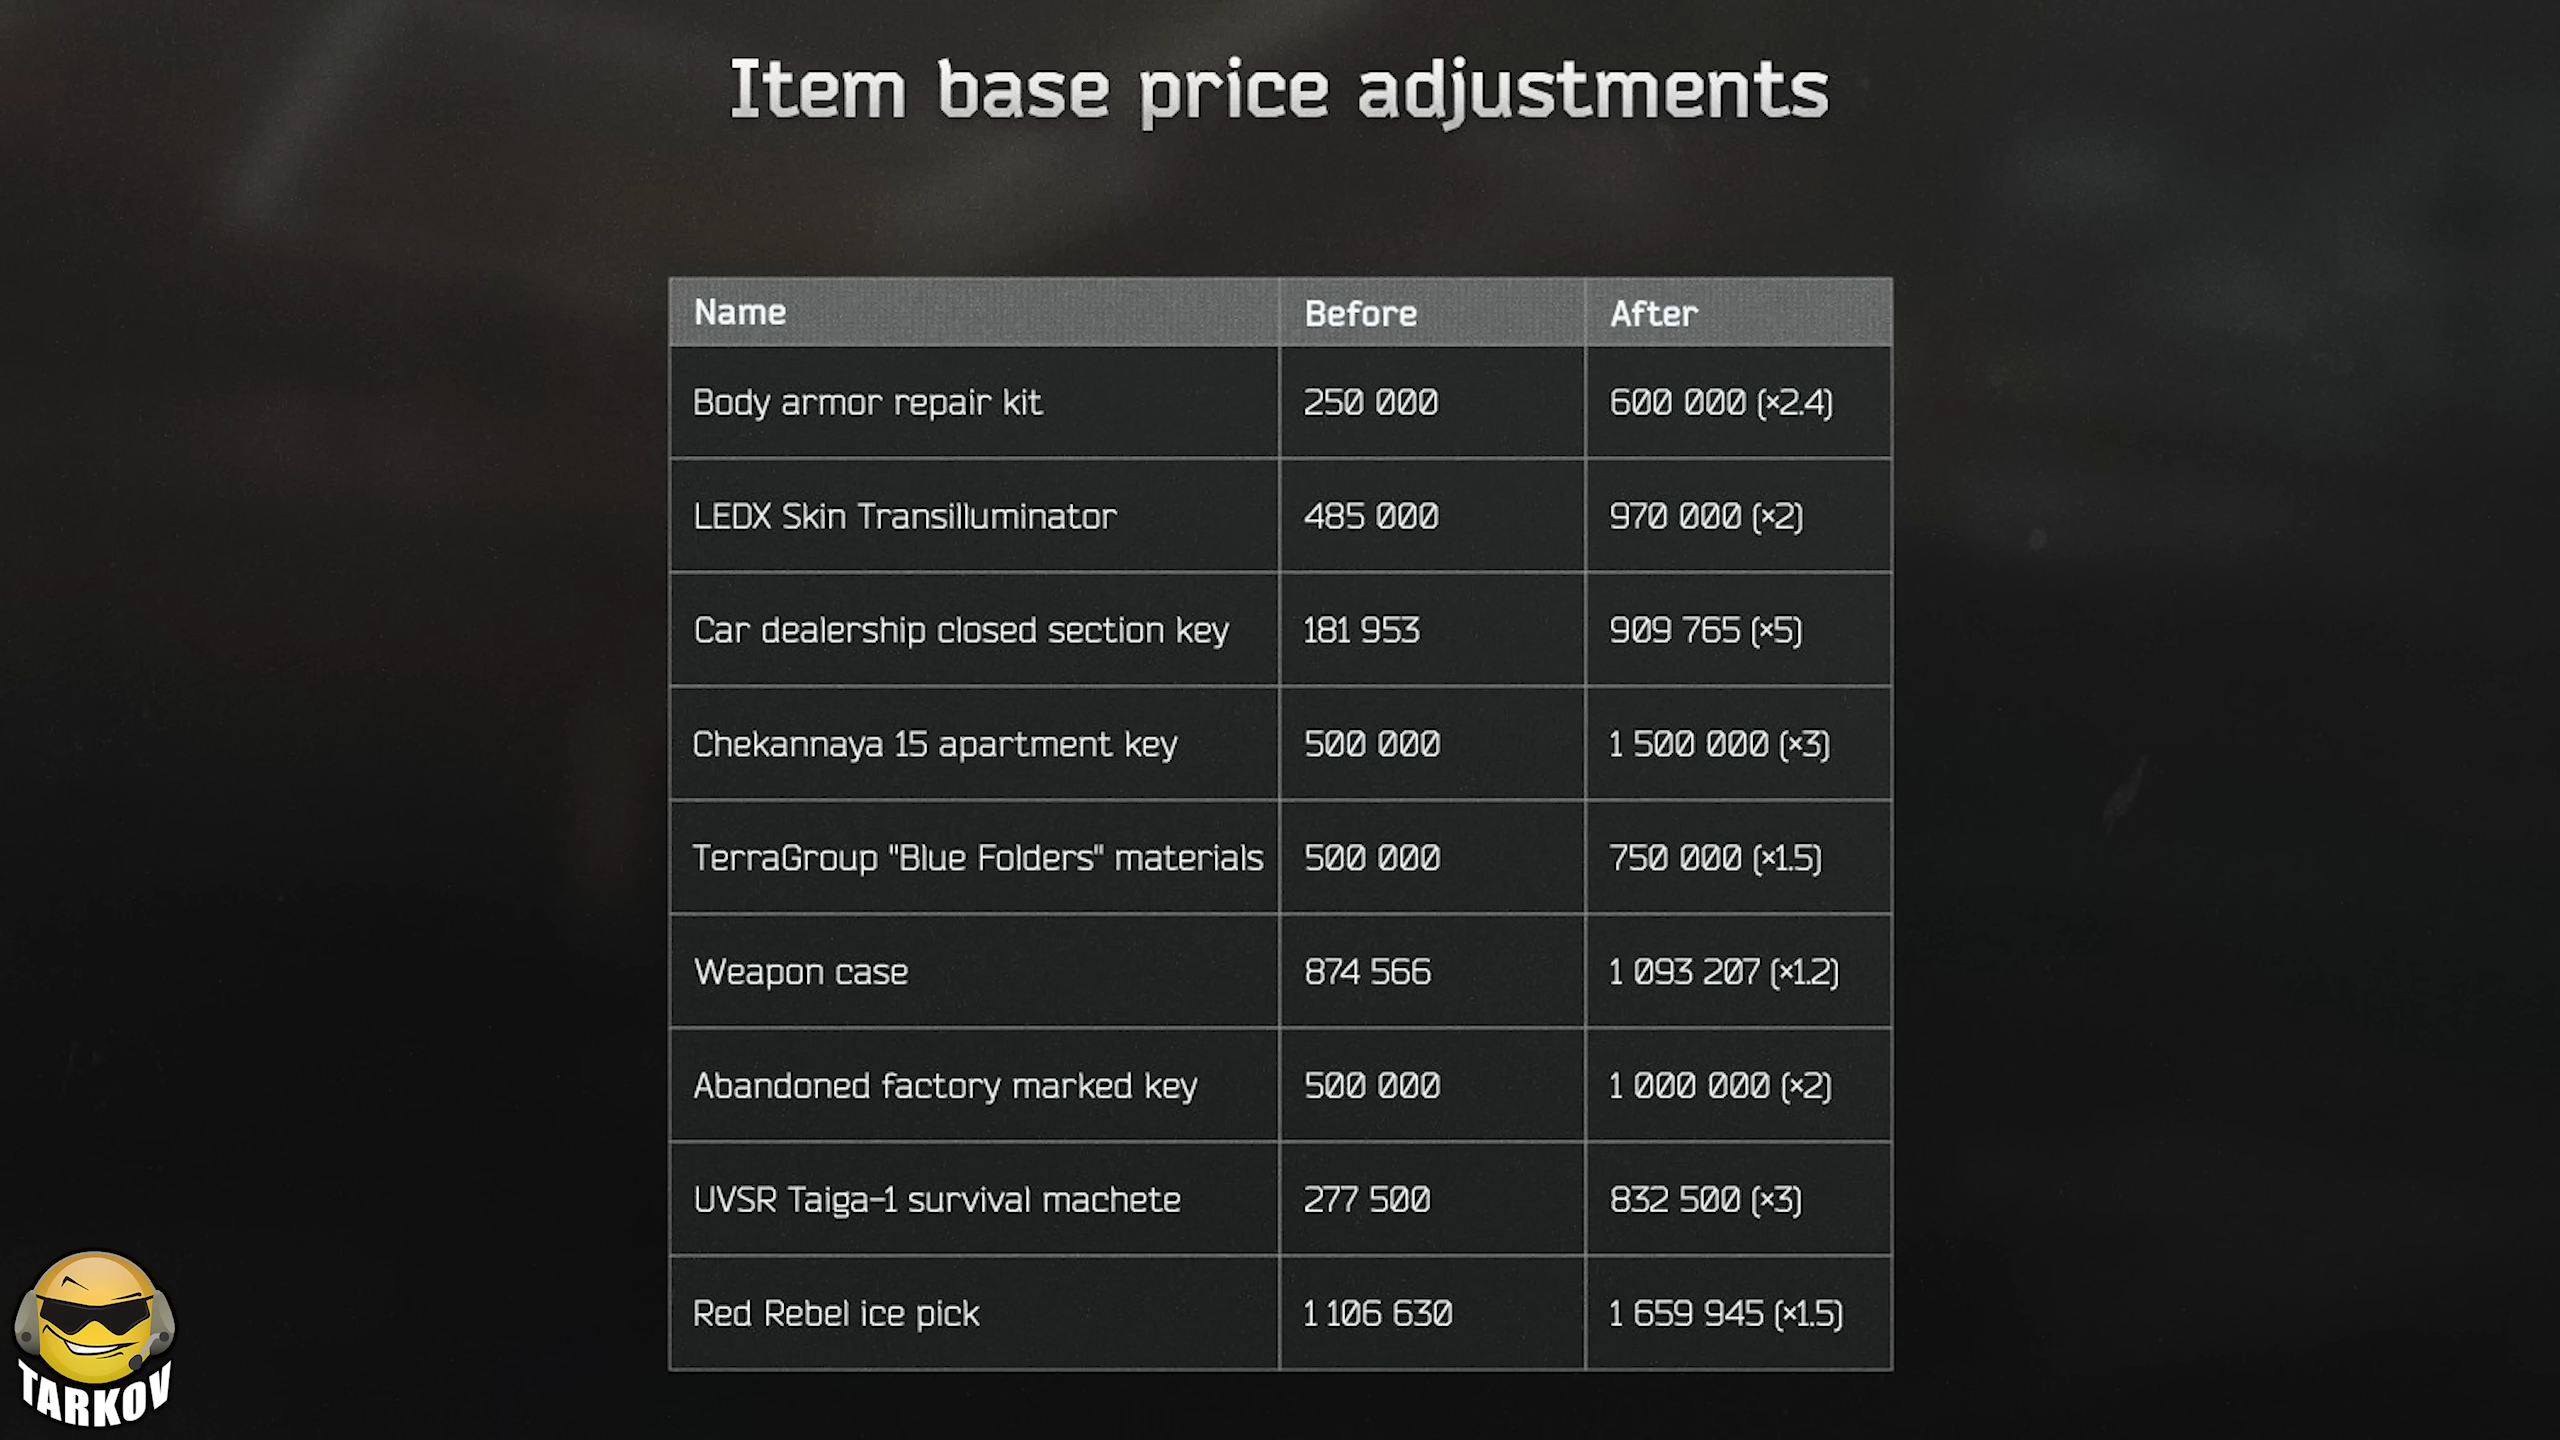 Item base price adjustments
Name Before After
Body armor repair kit 250 000 600 000 (×2.4)
LEDX Skin Transilluminator 485 000 970 000 (×2)
Car dealership closed section key 181 953 909 765 (×5)
Chekannaya 15 apartment key 500 000 1 500 000 (×3)
TerraGroup "Blue Folders" materials 500 000 750 000 (×1.5)
Weapon case 874 566 1 093 207 (×1.2)
Abandoned factory marked key 500 000 1 000 000 (×2)
UVSR Taiga-1 survival machete 277 500 832 500 (×3)
Red Rebel ice pick 1 106 630 1 659 945 (×1.5)
TARKOV